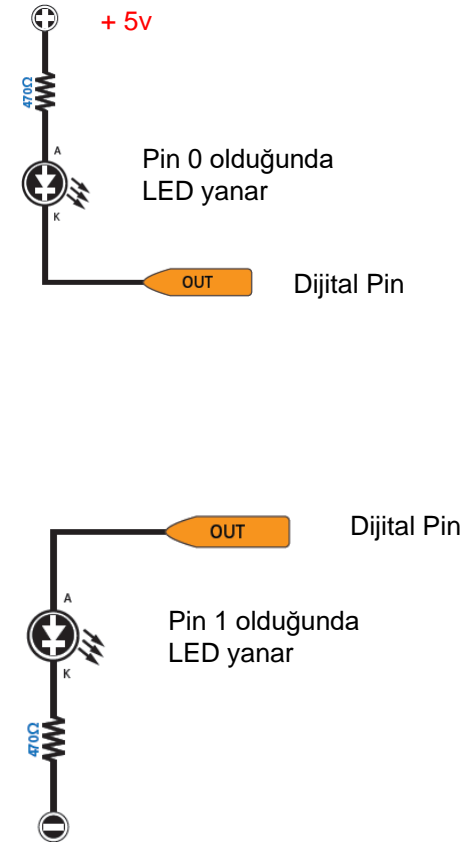 + 5v
470Ω
A
Pin 0 olduğunda
LED yanar
K
OUT
Dijital Pin
OUT
Dijital Pin
A
Pin 1 olduğunda
LED yanar
K
470Ω